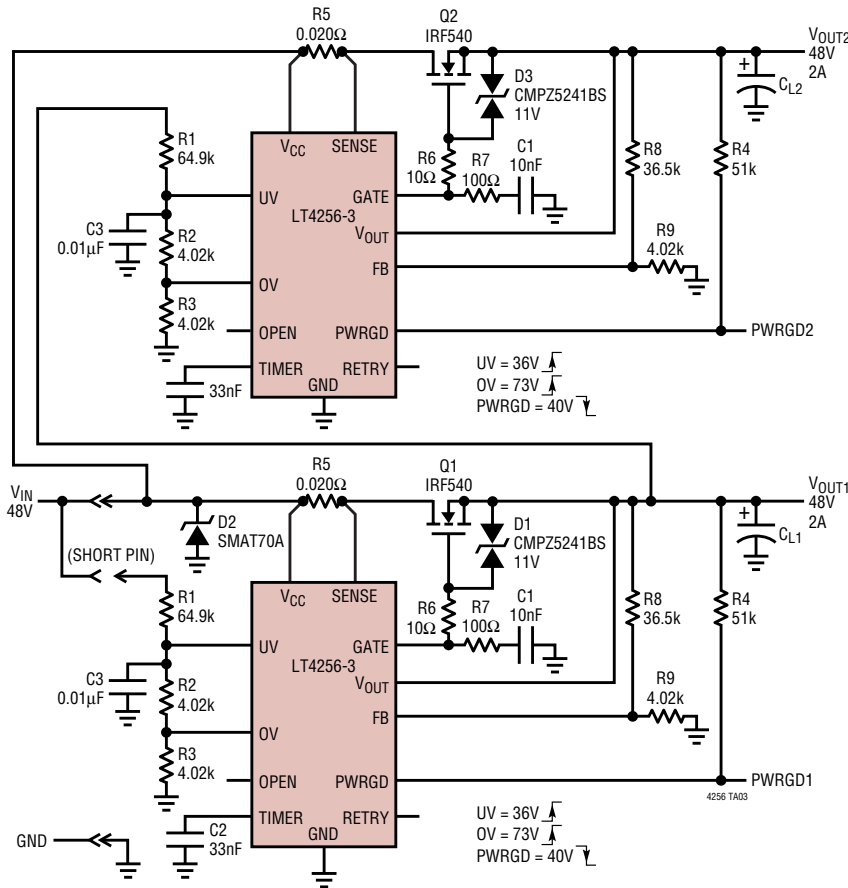 R5
0.020Ω
Q2
IRF540
VOUT2
48V
2A
D3
CMPZ5241BS
11V
CL2
+
R1
64.9k
VCC
SENSE
R6
10Ω
R7
100Ω
C1
10nF
R8
36.5k
R4
51k
UV
GATE
LT4256-3
C3
0.01µF
R2
4.02k
VOUT
R9
4.02k
FB
OV
R3
4.02k
OPEN
PWRGD
PWRGD2
TIMER
RETRY
GND
33nF
UV = 36V
OV = 73V
PWRGD = 40V
VIN
48V
R5
0.020Ω
Q1
IRF540
VOUT1
48V
2A
D2
SMAT70A
D1
CMPZ5241BS
11V
CL1
+
(SHORT PIN)
R1
64.9k
VCC
SENSE
R6
10Ω
R7
100Ω
C1
10nF
R8
36.5k
R4
51k
UV
GATE
LT4256-3
C3
0.01µF
R2
4.02k
VOUT
R9
4.02k
FB
OV
R3
4.02k
OPEN
PWRGD
PWRGD1
4256 TA03
TIMER
RETRY
GND
C2
33nF
UV = 36V
OV = 73V
PWRGD = 40V
GND